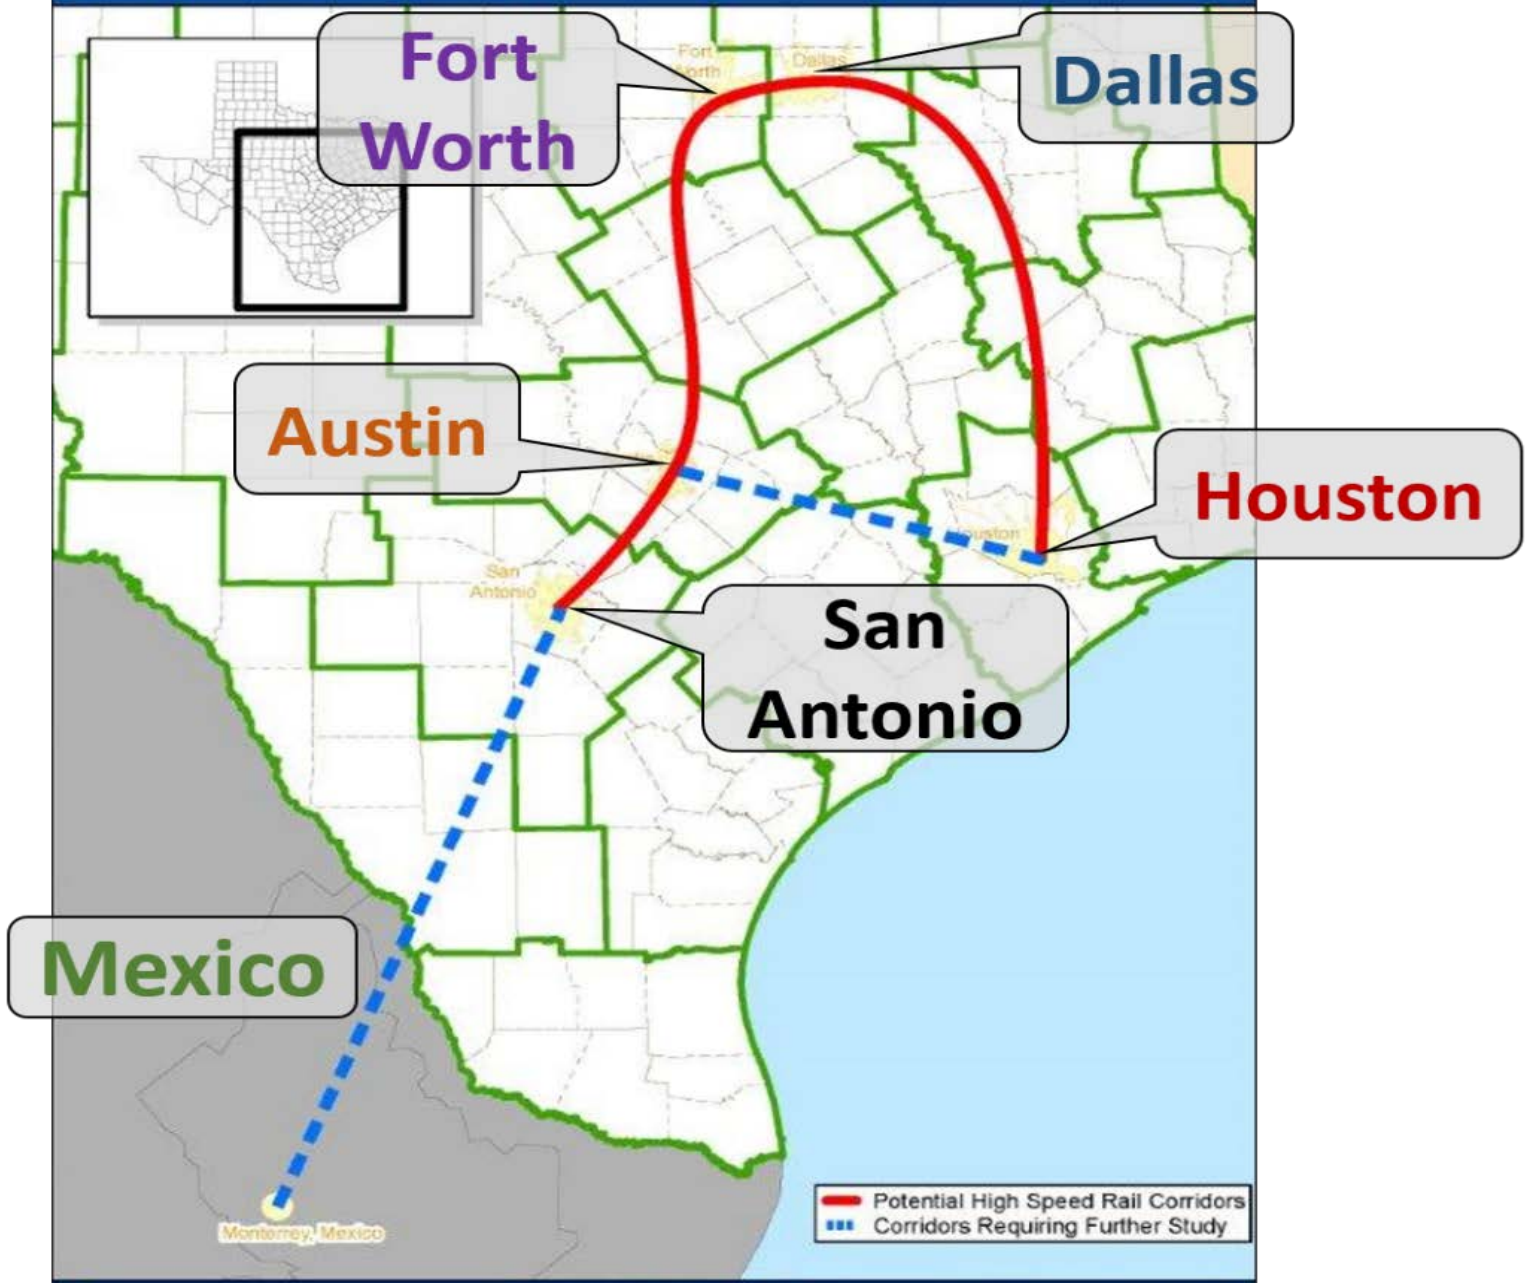 Fort
Worth
Dallas
Fort
Worth
Dallas
Austin
Houston
Houston
San
Antonio
San
Antonio
Mexico
Monterrey, Mexico
Potential High Speed Rail Corridors
Corridors Requiring Further Study